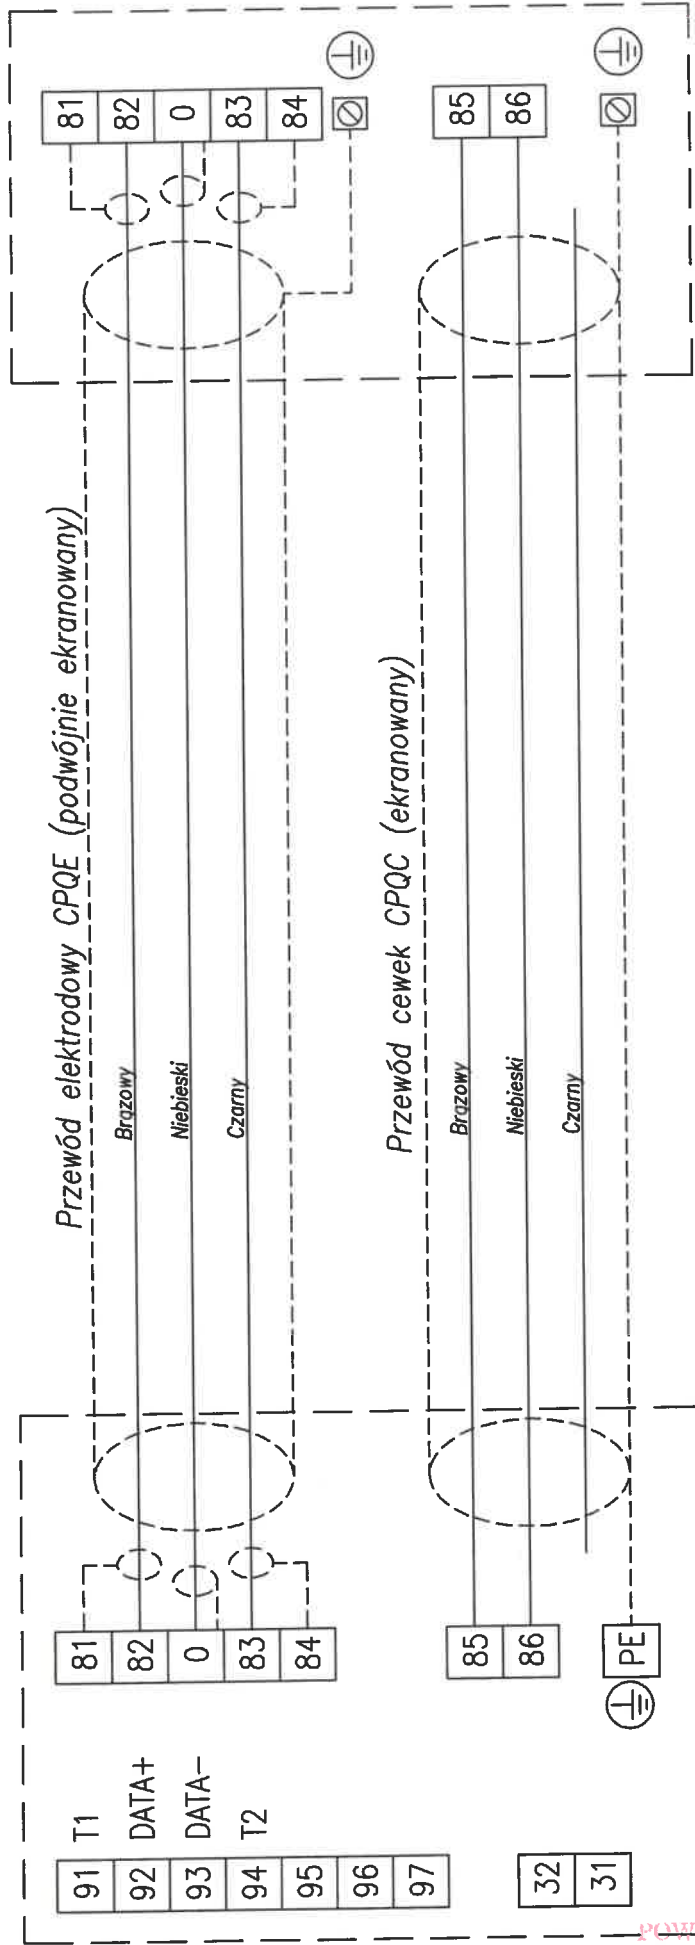 Przewód elektrodowy CPQE (podwójnie ekranowany)
91 T1
92 DATA+
93 DATA-
94 T2
95
96
97
81
82
0
83
84
Brązowy
Niebieski
Czarny
81
82
0
83
84
Przewód cewek CPQC (ekranowany)
32
31
85
86
PE
Brązowy
Niebieski
Czarny
85
86
POW